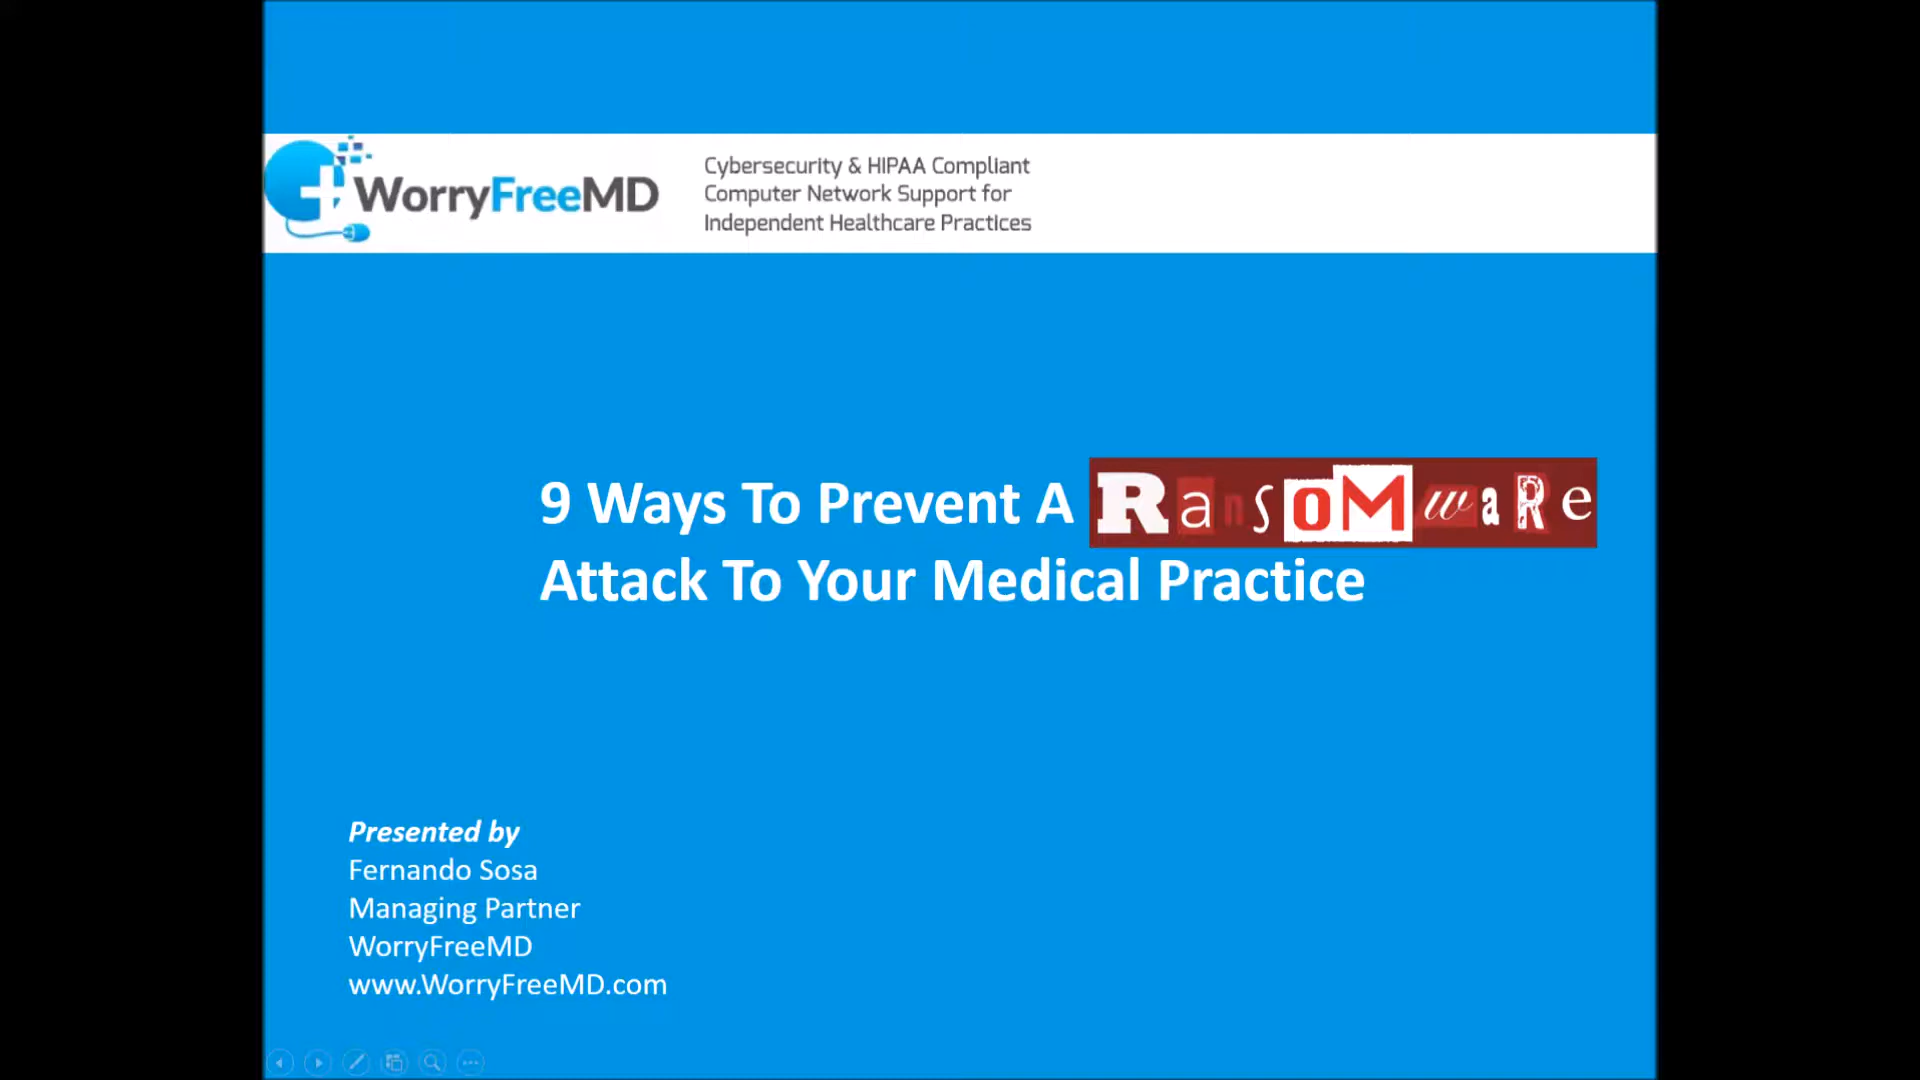 WorryFreeMD
Cybersecurity & HIPAA Compliant
Computer Network Support for
Independent Healthcare Practices
9 Ways To Prevent A RansoMwaRe
Attack To Your Medical Practice
Presented by
Fernando Sosa
Managing Partner
WorryFreeMD
www.WorryFreeMD.com